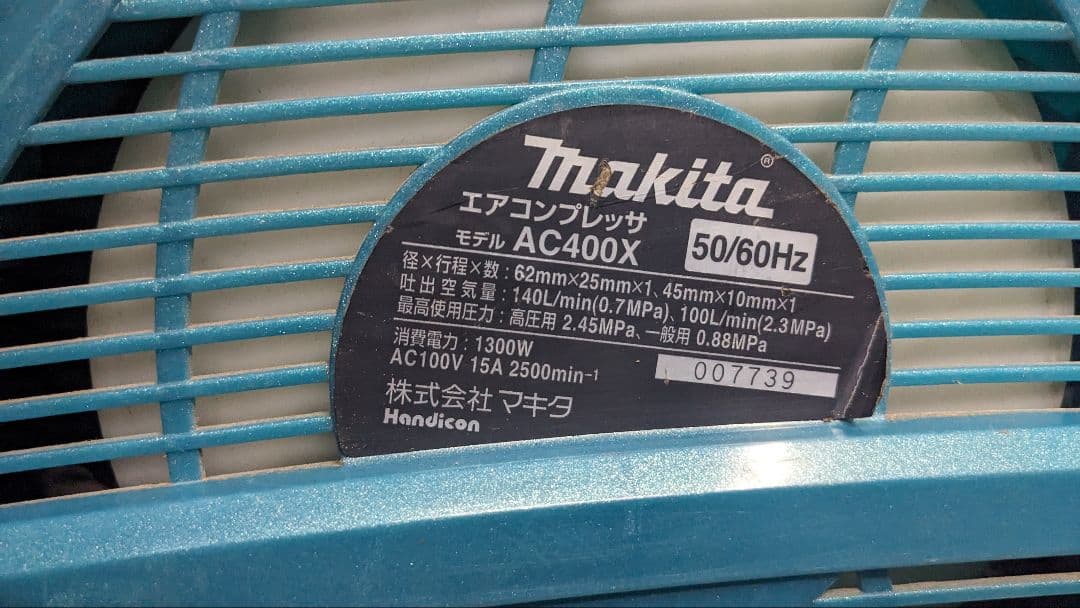 makita®
エアコンプレッサ
モデル AC400X 50/60Hz
径×行程×数：62mm×25mm×1、45mm×10mm×1
吐出空気量：140L/min(0.7MPa)、100L/min(2.3MPa)
最高使用圧力：高圧用 2.45MPa、一般用 0.88MPa
消費電力：1300W
AC100V 15A 2500min-1
007739
株式会社 マキタ
Handicon